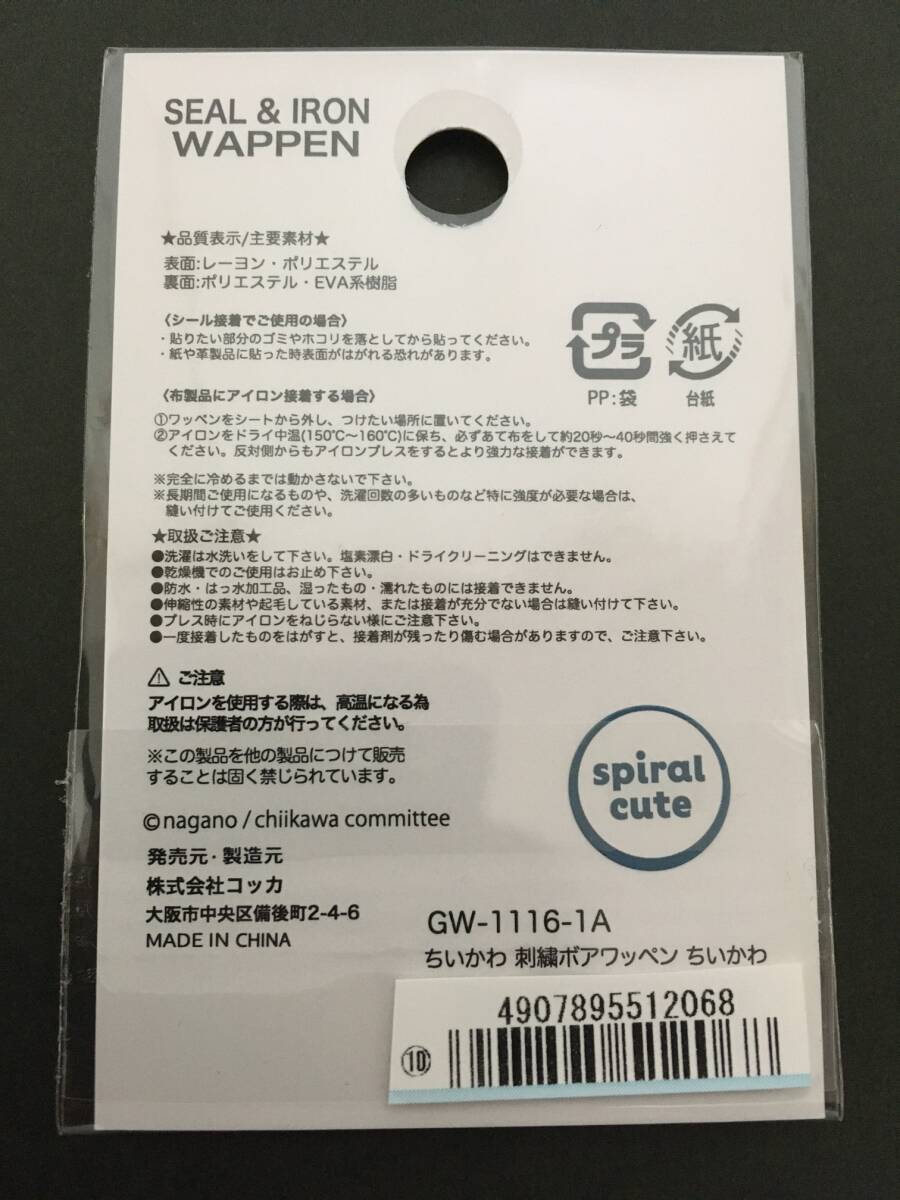 SEAL & IRON
WAPPEN
★品質表示/主要素材★
表面:レーヨン・ポリエステル
裏面:ポリエステル・EVA系樹脂
〈シール接着でご使用の場合〉
・貼りたい部分のゴミやホコリを落としてから貼ってください。
・紙や革製品に貼った時表面がはがれる恐れがあります。
プラ
PP:袋
紙
台紙
〈布製品にアイロン接着する場合〉
①ワッペンをシートから外し、つけたい場所に置いてください。
②アイロンをドライ中温(150℃〜160℃)に保ち、必ずあて布をして約20秒〜40秒間強く押さえて
ください。反対側からもアイロンプレスをするとより強力な接着ができます。
※完全に冷めるまでは動かさないで下さい。
※長期間ご使用になるものや、洗濯回数の多いものなど特に強度が必要な場合は、
縫い付けてご使用ください。
★取扱ご注意★
●洗濯は水洗いをして下さい。塩素漂白・ドライクリーニングはできません。
●乾燥機でのご使用はお止め下さい。
●防水・はっ水加工品、湿ったもの・濡れたものには接着できません。
●伸縮性の素材や起毛している素材、または接着が充分でない場合は縫い付けて下さい。
●プレス時にアイロンをねじらない様にご注意下さい。
●一度接着したものをはがすと、接着剤が残ったり傷む場合がありますので、ご注意下さい。
⚠ ご注意
アイロンを使用する際は、高温になる為
取扱は保護者の方が行ってください。
※この製品を他の製品につけて販売
することは固く禁じられています。
©nagano / chiikawa committee
発売元・製造元
株式会社コッカ
大阪市中央区備後町2-4-6
MADE IN CHINA
spiral
cute
GW-1116-1A
ちいかわ 刺繍ボアワッペン ちいかわ
4907895512068
⑩